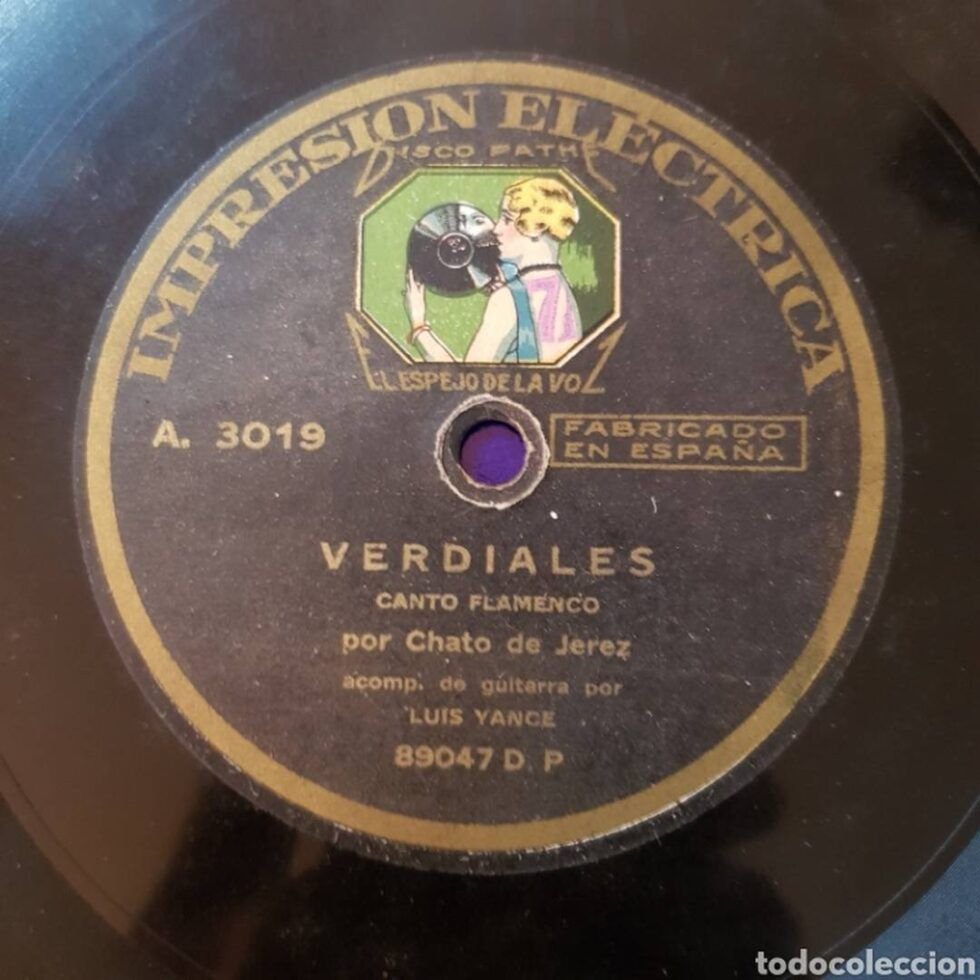 IMPRESION ELECTRICA
DISCO PATHE
EL ESPEJO DE LA VOZ
A. 3019
FABRICADO
EN ESPAÑA
VERDIALES
CANTO FLAMENCO
por Chato de Jerez
acomp. de guitarra por
LUIS YANCE
89047 D. P
todocoleccion